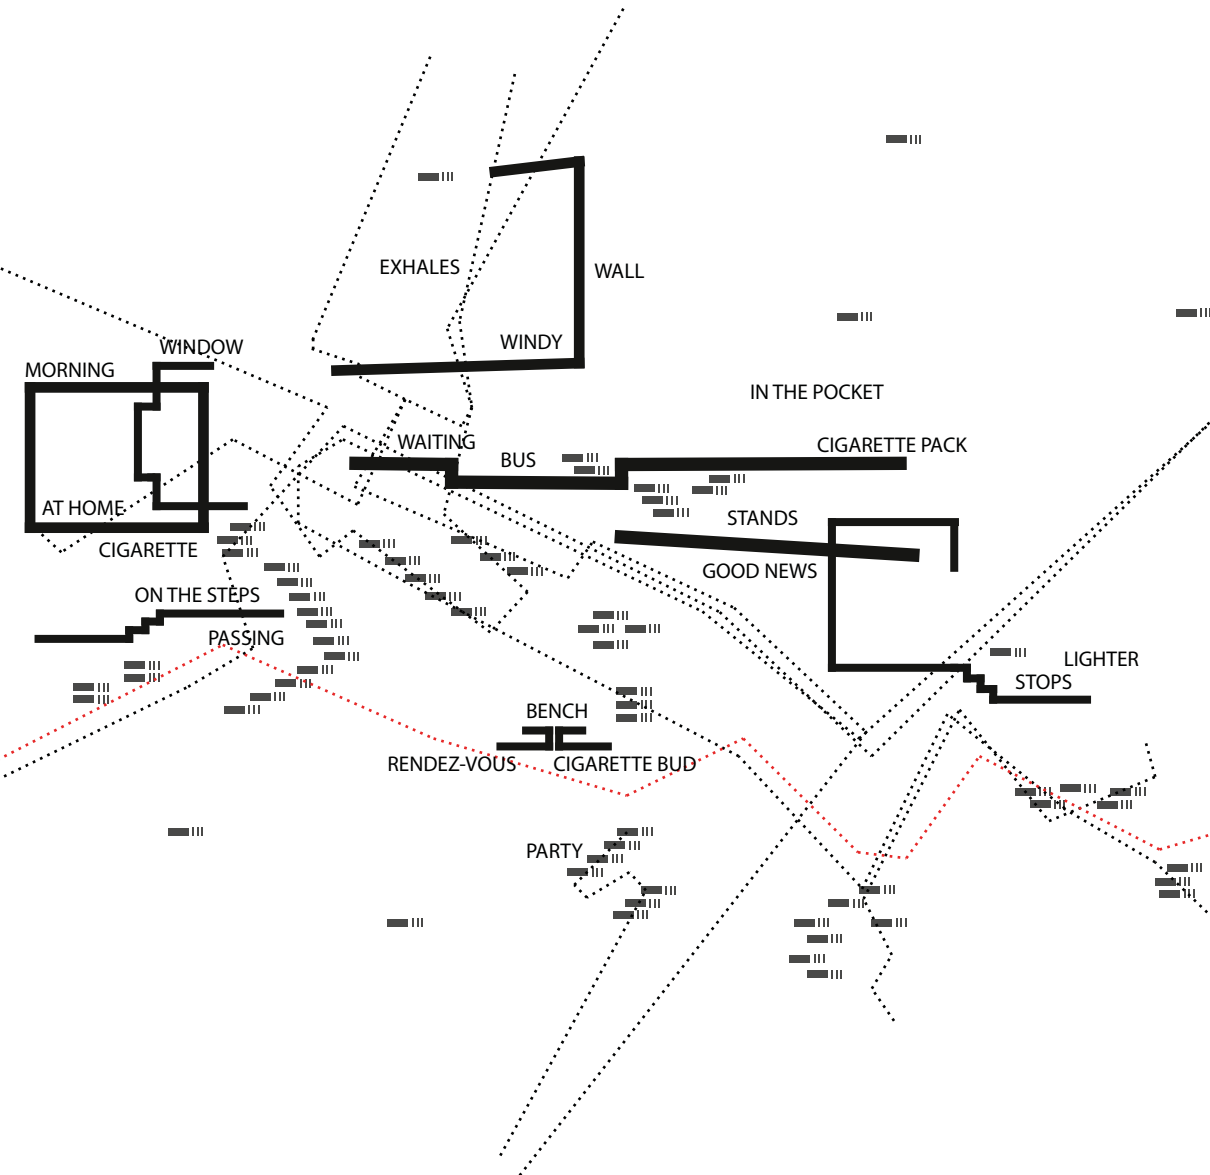 EXHALES
WALL
WINDY
WINDOW
MORNING
IN THE POCKET
WAITING
BUS
CIGARETTE PACK
AT HOME
STANDS
CIGARETTE
GOOD NEWS
ON THE STEPS
PASSING
LIGHTER
STOPS
BENCH
RENDEZ-VOUS
CIGARETTE BUD
PARTY